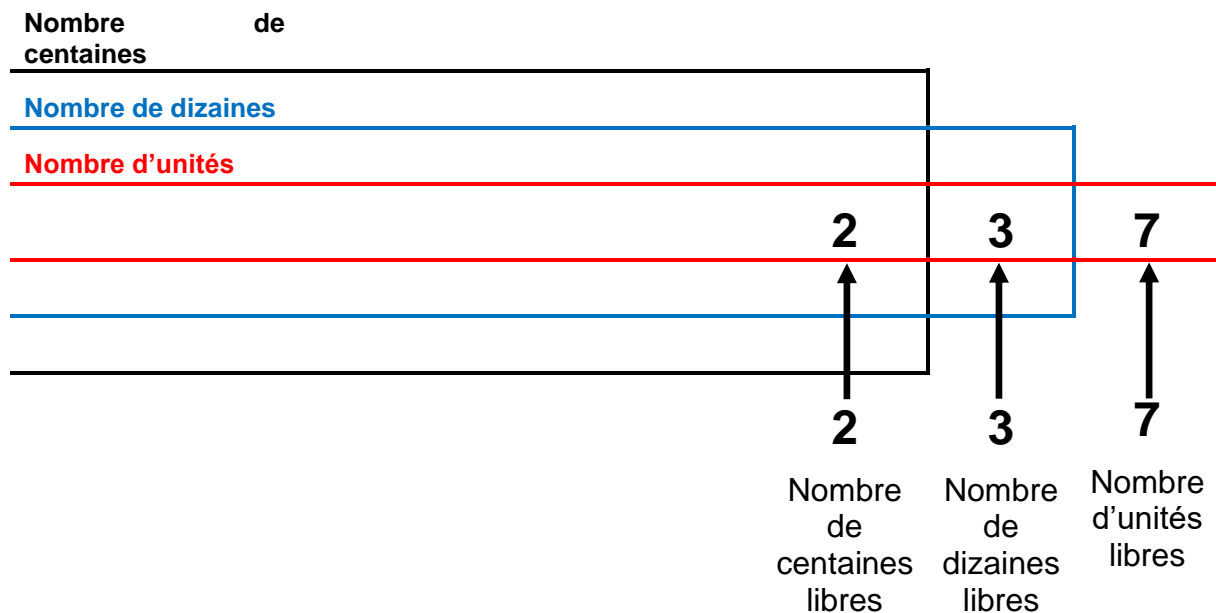 Nombre de
centaines
Nombre de dizaines
Nombre d’unités
2 3 7
2 3 7
Nombre
de
centaines
libres
Nombre
de
dizaines
libres
Nombre
d’unités
libres